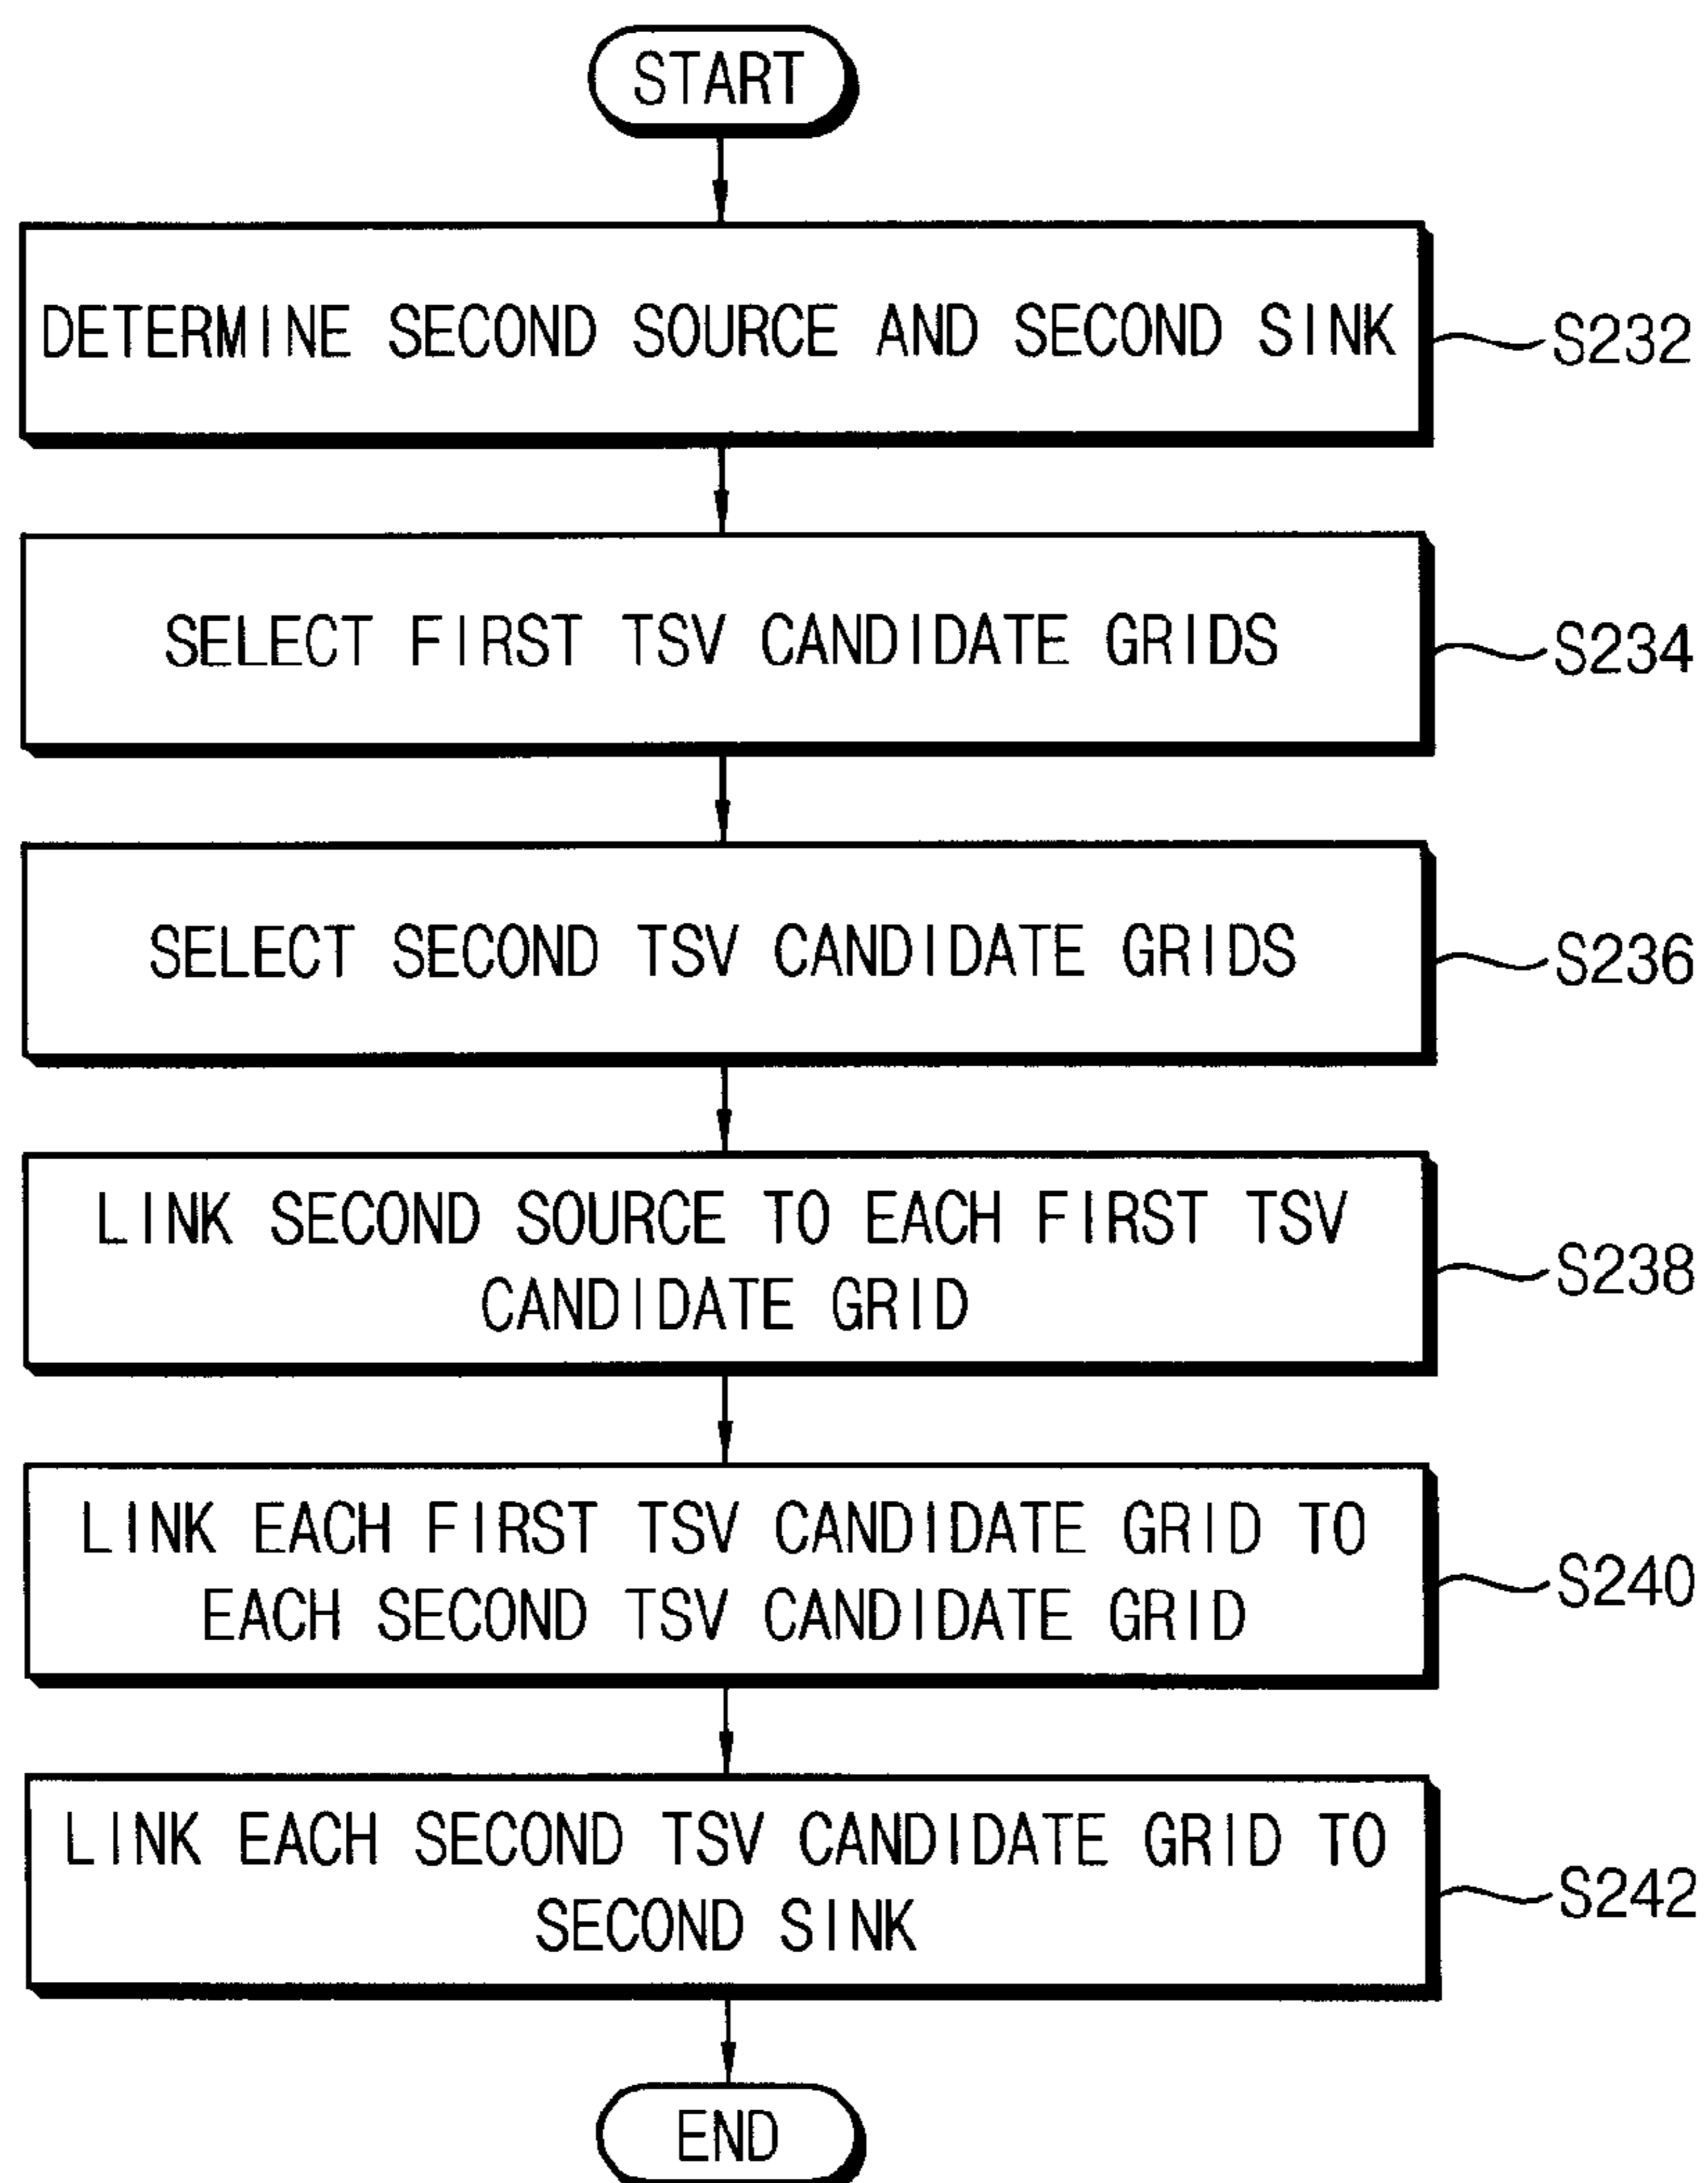 START
DETERMINE SECOND SOURCE AND SECOND SINK
S232
SELECT FIRST TSV CANDIDATE GRIDS
S234
SELECT SECOND TSV CANDIDATE GRIDS
S236
LINK SECOND SOURCE TO EACH FIRST TSV
CANDIDATE GRID
S238
LINK EACH FIRST TSV CANDIDATE GRID TO
EACH SECOND TSV CANDIDATE GRID
S240
LINK EACH SECOND TSV CANDIDATE GRID TO
SECOND SINK
S242
END